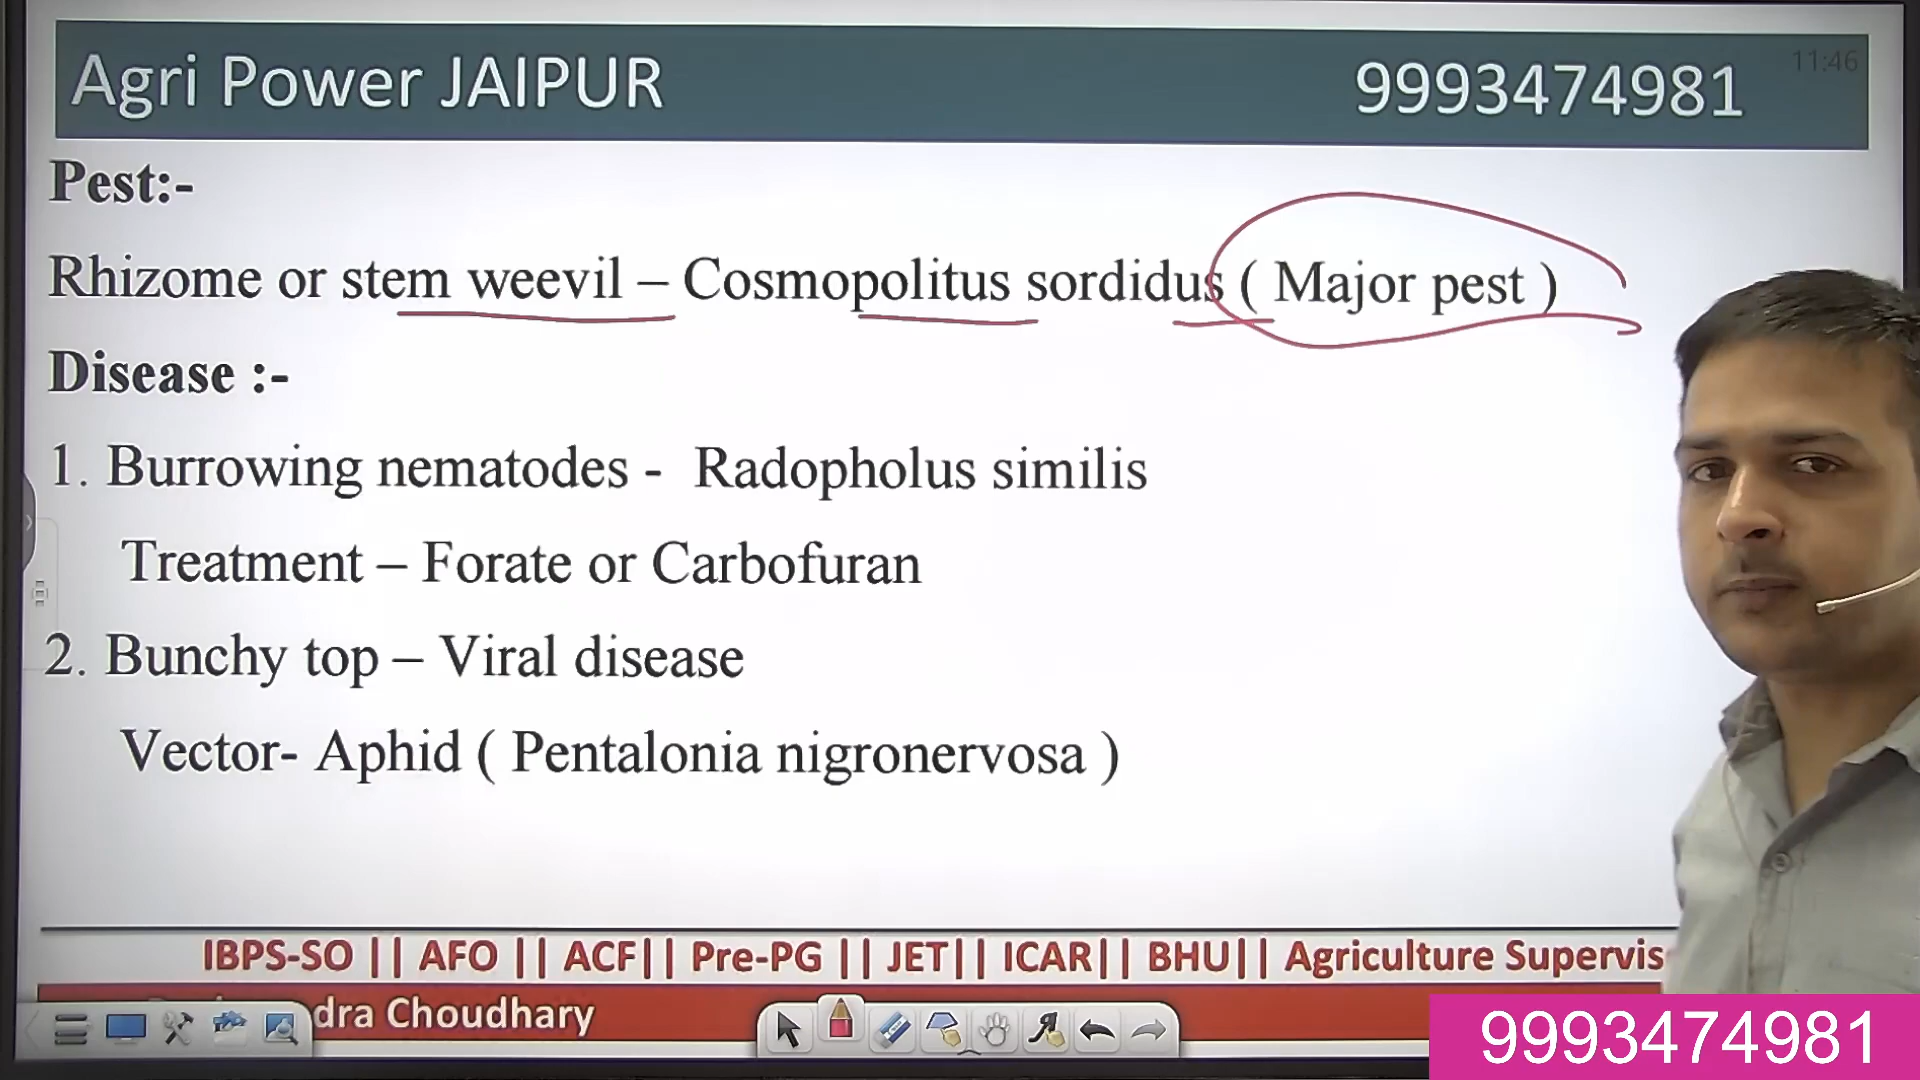 Agri Power JAIPUR 9993474981 11:46
Pest:-
Rhizome or stem weevil – Cosmopolitus sordidus ( Major pest )
Disease :-
1. Burrowing nematodes - Radopholus similis
Treatment – Forate or Carbofuran
2. Bunchy top – Viral disease
Vector- Aphid ( Pentalonia nigronervosa )
IBPS-SO || AFO || ACF|| Pre-PG || JET|| ICAR|| BHU|| Agriculture Supervis
dra Choudhary
9993474981